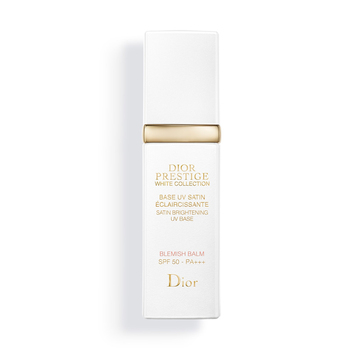 DIOR
PRESTIGE
WHITE COLLECTION
BASE UV SATIN
ÉCLAIRCISSANTE
SATIN BRIGHTENING
UV BASE
BLEMISH BALM
SPF 50 - PA+++
Dior